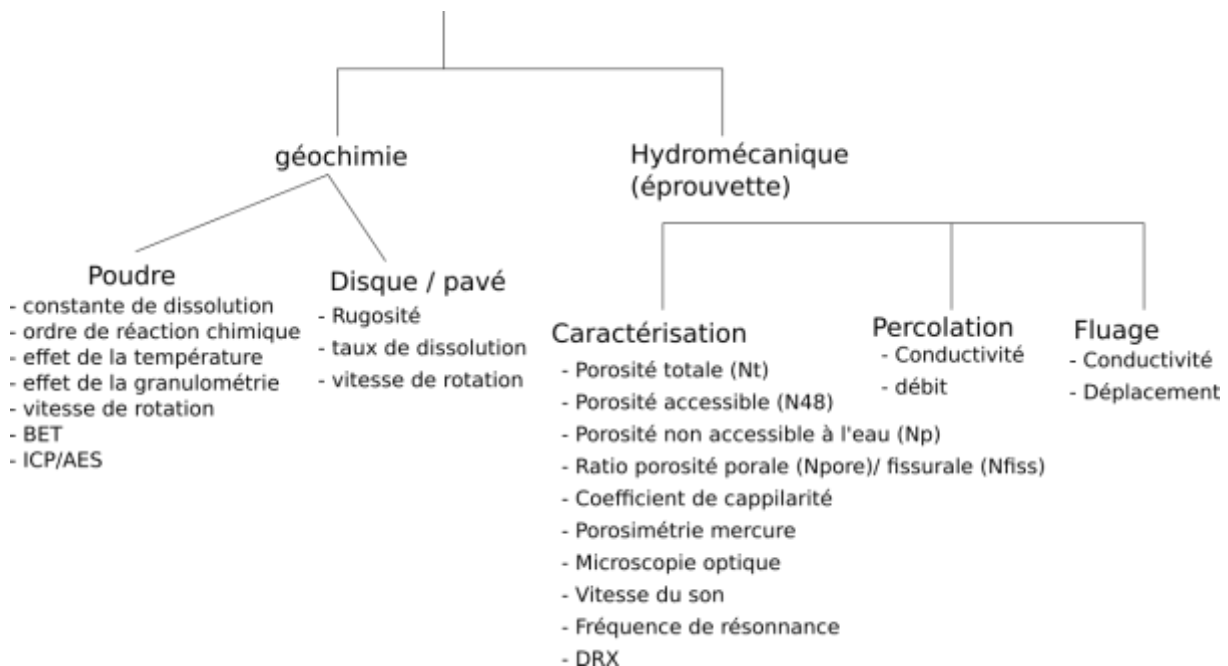 géochimie
Hydromécanique
(éprouvette)
Poudre
- constante de dissolution
- ordre de réaction chimique
- effet de la température
- effet de la granulométrie
- vitesse de rotation
- BET
- ICP/AES
Disque / pavé
- Rugosité
- taux de dissolution
- vitesse de rotation
Caractérisation
- Porosité totale (Nt)
- Porosité accessible (N48)
- Porosité non accessible à l'eau (Np)
- Ratio porosité porale (Npore)/ fissurale (Nfiss)
- Coefficient de cappilarité
- Porosimétrie mercure
- Microscopie optique
- Vitesse du son
- Fréquence de résonnance
- DRX
Percolation
- Conductivité
- débit
Fluage
- Conductivité
- Déplacement